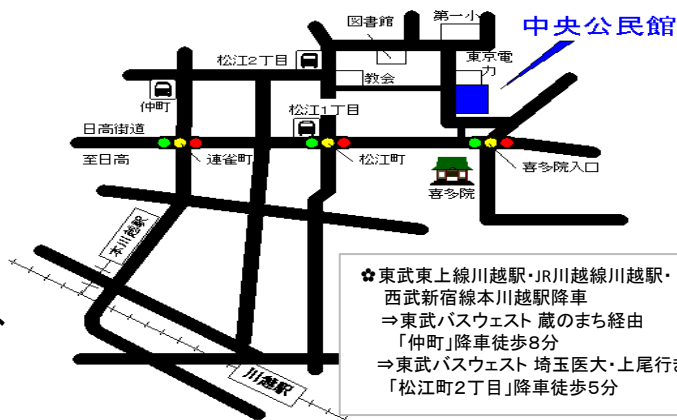 中央公民館
図書館
第一小
松江2丁目
教会
東京電
力
仲町
松江1丁目
日高街道
至日高
連雀町
松江町
喜多院入口
喜多院
本川越駅
川越駅
✿東武東上線川越駅・JR川越線川越駅・
西武新宿線本川越駅降車
⇒東武バスウェスト 蔵のまち経由
「仲町」降車徒歩8分
⇒東武バスウェスト 埼玉医大・上尾行き
「松江町2丁目」降車徒歩5分